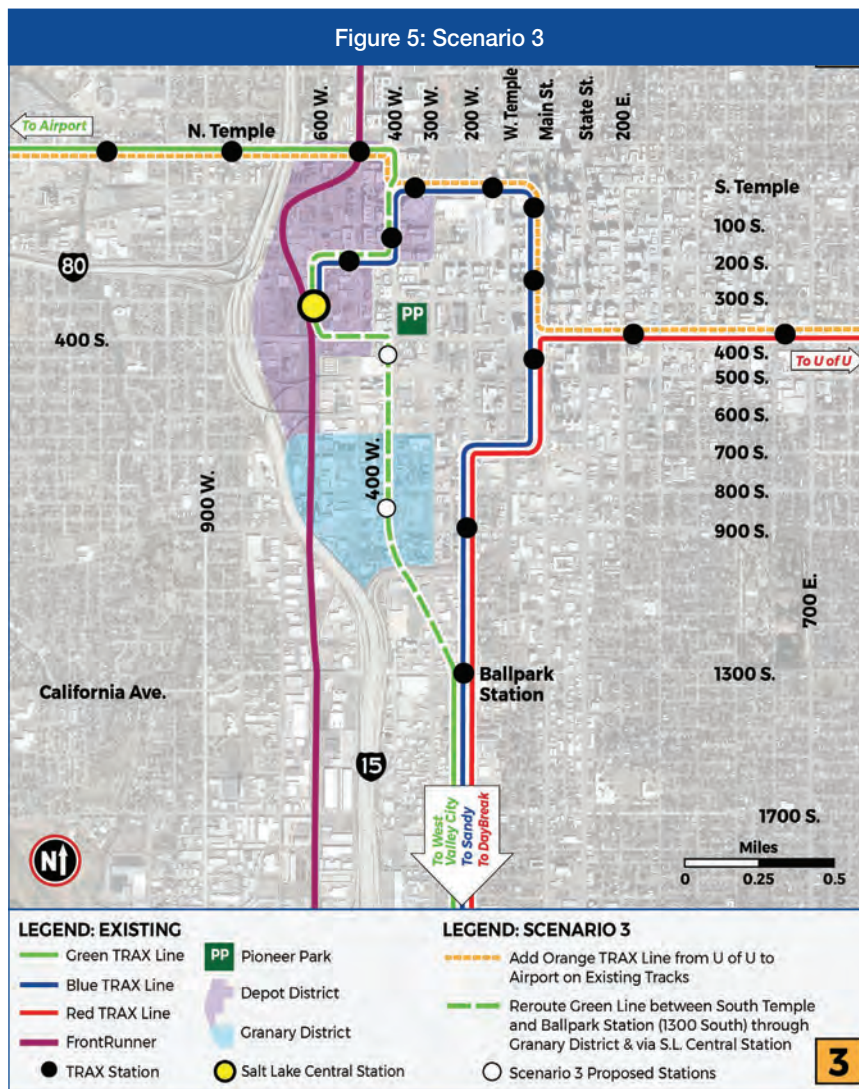 Figure 5: Scenario 3
To Airport
N. Temple
600 W.
400 W.
300 W.
200 W.
W. Temple
Main St.
State St.
200 E.
S. Temple
100 S.
80
200 S.
300 S.
PP
400 S.
400 S.
To U of U
500 S.
600 S.
700 S.
400 W.
900 W.
800 S.
900 S.
700 E.
Ballpark
Station
1300 S.
California Ave.
15
To West
Valley City
To Sandy
To DayBreak
1700 S.
N
Miles
0 0.25 0.5
LEGEND: EXISTING
Green TRAX Line
Blue TRAX Line
Red TRAX Line
FrontRunner
TRAX Station
PP Pioneer Park
Depot District
Granary District
Salt Lake Central Station
LEGEND: SCENARIO 3
Add Orange TRAX Line from U of U to
Airport on Existing Tracks
Reroute Green Line between South Temple
and Ballpark Station (1300 South) through
Granary District & via S.L. Central Station
Scenario 3 Proposed Stations
3